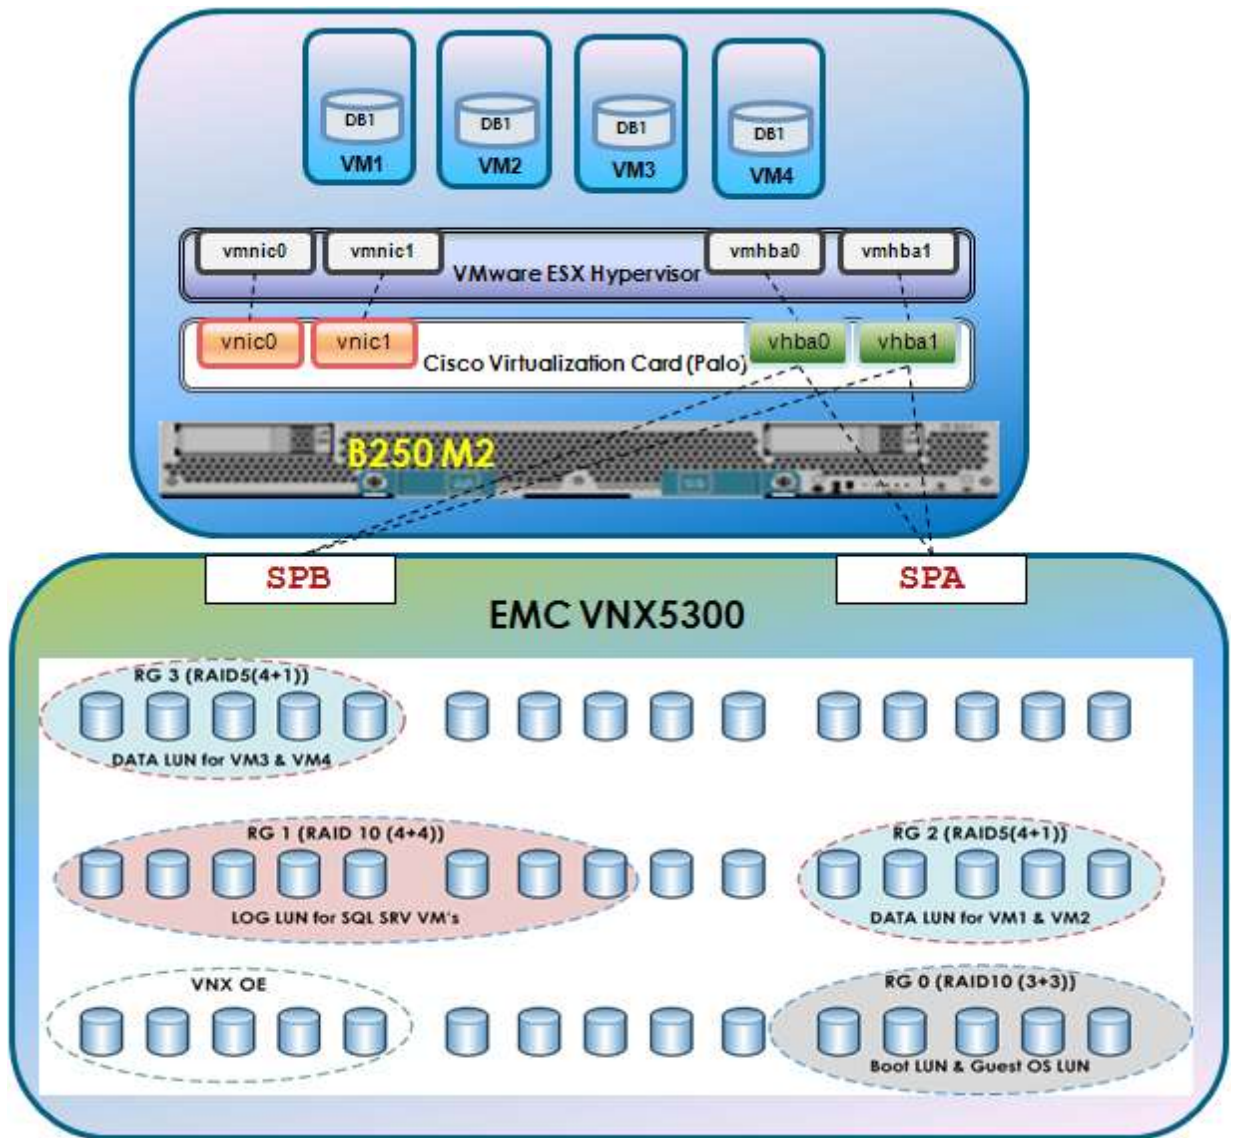 DB1
VM1
DB1
VM2
DB1
VM3
DB1
VM4
vmnic0
vmnic1
vmhba0
vmhba1
VMware ESX Hypervisor
vnic0
vnic1
vhba0
vhba1
Cisco Virtualization Card (Palo)
B250 M2
SPB
SPA
EMC VNX5300
RG 3 (RAID5(4+1))
DATA LUN for VM3 & VM4
RG 1 (RAID 10 (4+4))
RG 2 (RAID5(4+1))
LOG LUN for SQL SRV VM's
DATA LUN for VM1 & VM2
VNX OE
RG 0 (RAID10 (3+3))
Boot LUN & Guest OS LUN